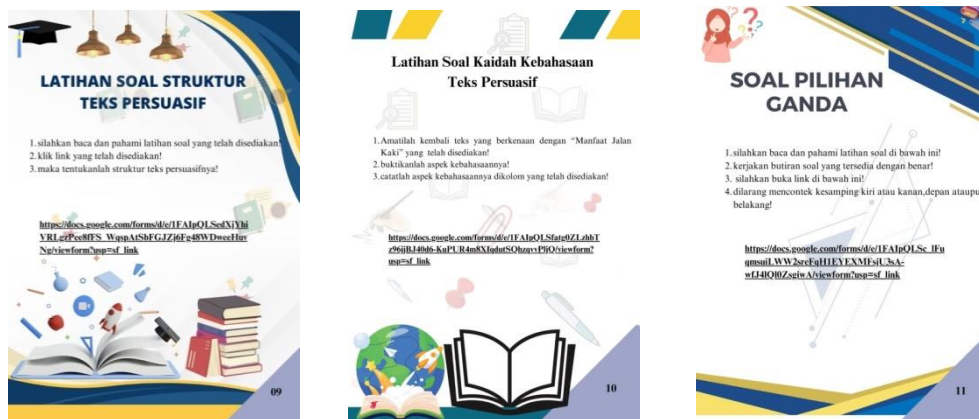 LATIHAN SOAL STRUKTUR
TEKS PERSUASIF
1. silahkan baca dan pahami latihan soal yang telah disediakan!
2. klik link yang telah disediakan!
3. maka tentukanlah struktur teks persuasifnya!
09
Latihan Soal Kaidah Kebahasaan
Teks Persuasif
1. Amatilah kembali teks yang berkenaan dengan “Manfaat Jalan
Kaki” yang telah disediakan!
2. buktikanlah aspek kebahasaannya!
3. catatlah aspek kebahasaannya dikolom yang telah disediakan!
usp=sf_link
10
SOAL PILIHAN
GANDA
1. silahkan baca dan pahami latihan soal di bawah ini!
2. kerjakan butiran soal yang tersedia dengan benar!
3. silahkan buka link di bawah ini!
4. dilarang mencontek kesamping kiri atau kanan,depan ataupu
belakang!
11